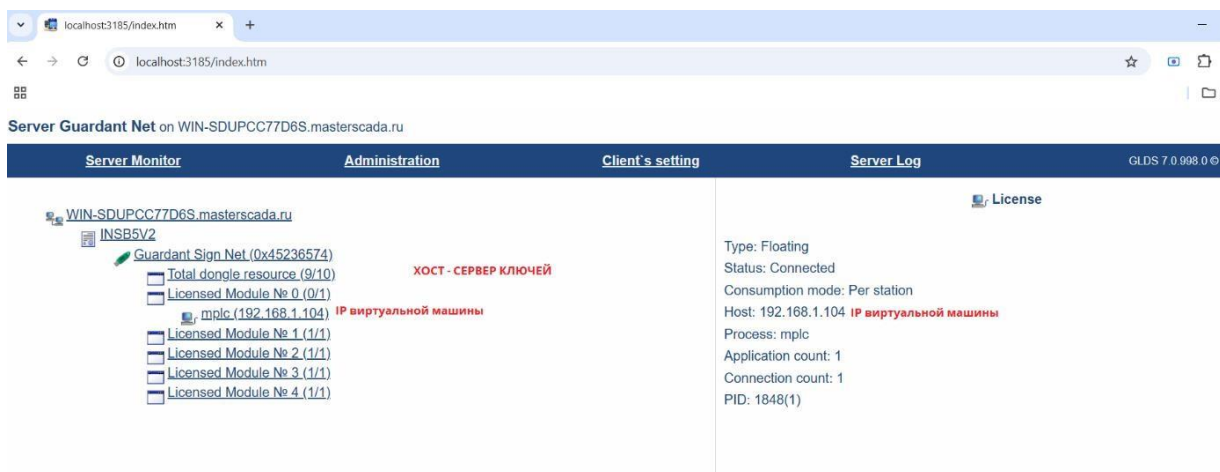 localhost:3185/index.htm
localhost:3185/index.htm
Server Guardant Net on WIN-SDUPCC77D6S.masterscada.ru
Server Monitor Administration Client`s setting Server Log GLDS 7.0.998.0 ©
WIN-SDUPCC77D6S.masterscada.ru
INSB5V2
Guardant Sign Net (0x45236574)
Total dongle resource (9/10) ХОСТ - СЕРВЕР КЛЮЧЕЙ
Licensed Module № 0 (0/1)
mplc (192.168.1.104) IP виртуальной машины
Licensed Module № 1 (1/1)
Licensed Module № 2 (1/1)
Licensed Module № 3 (1/1)
Licensed Module № 4 (1/1)
License
Type: Floating
Status: Connected
Consumption mode: Per station
Host: 192.168.1.104 IP виртуальной машины
Process: mplc
Application count: 1
Connection count: 1
PID: 1848(1)